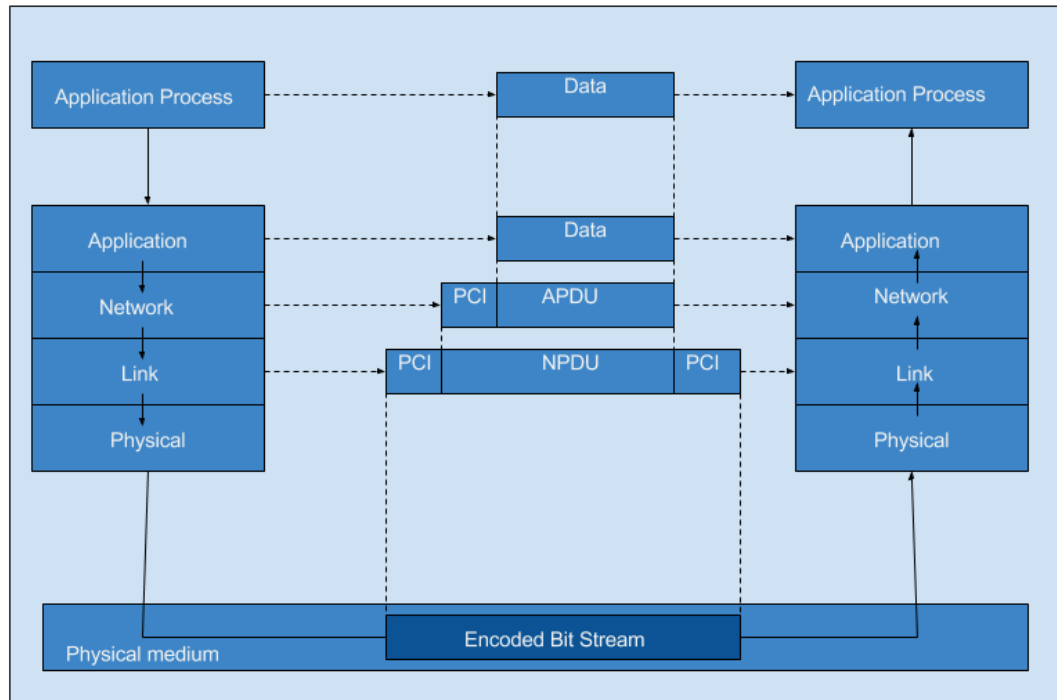 Application Process
Data
Application Process
Application
Data
Application
Network
PCI
APDU
Network
Link
PCI
NPDU
PCI
Link
Physical
Physical
Encoded Bit Stream
Physical medium